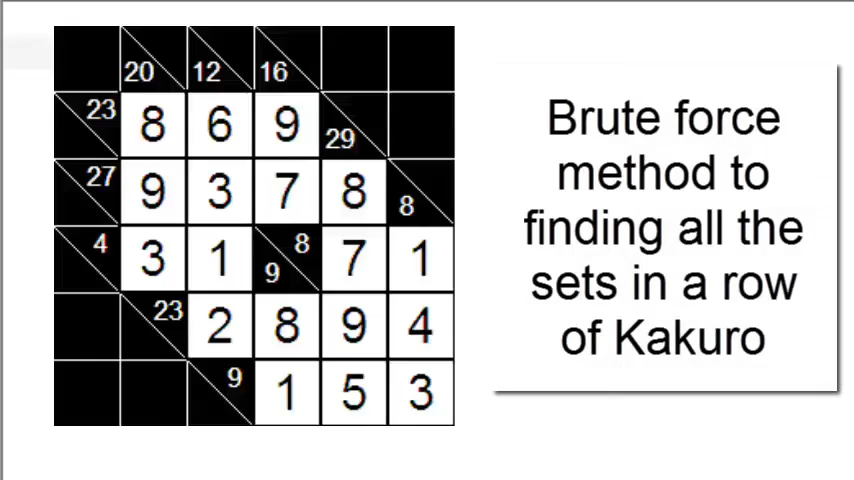 20 12 16
23 8 6 9 29
27 9 3 7 8 8
4 3 1 8 9 7 1
23 2 8 9 4
9 1 5 3
Brute force
method to
finding all the
sets in a row
of Kakuro